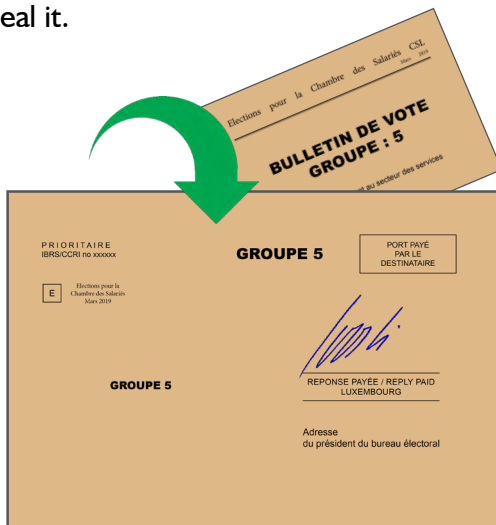 eal it.
Elections pour la Chambre des Salariés CSL
Mars 2019
BULLETIN DE VOTE
GROUPE : 5
au secteur des services
PRIORITAIRE
IBRS/CCRI no xxxxxx
GROUPE 5
PORT PAYÉ
PAR LE
DESTINATAIRE
E
Elections pour la
Chambre des Salariés
Mars 2019
GROUPE 5
REPONSE PAYÉE / REPLY PAID
LUXEMBOURG
Adresse
du président du bureau électoral